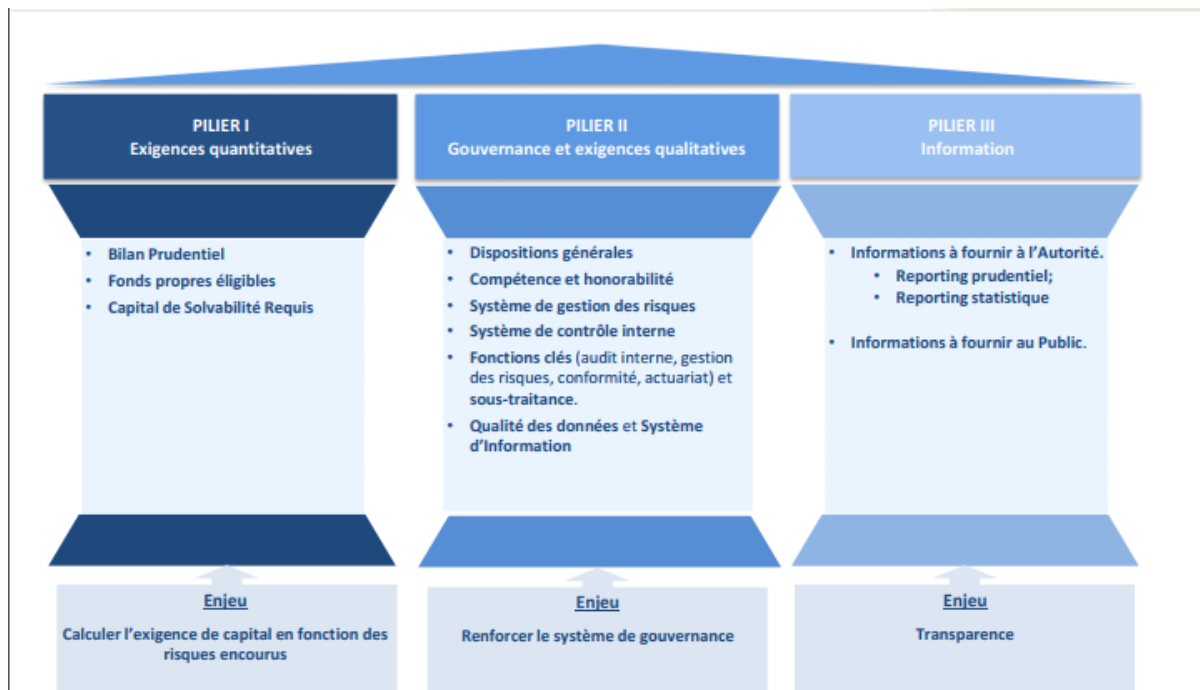 PILIER I
Exigences quantitatives
• Bilan Prudentiel
• Fonds propres éligibles
• Capital de Solvabilité Requis
Enjeu
Calculer l'exigence de capital en fonction des
risques encourus
PILIER II
Gouvernance et exigences qualitatives
• Dispositions générales
• Compétence et honorabilité
• Système de gestion des risques
• Système de contrôle interne
• Fonctions clés (audit interne, gestion
des risques, conformité, actuariat) et
sous-traitance.
• Qualité des données et Système
d'Information
Enjeu
Renforcer le système de gouvernance
PILIER III
Information
• Informations à fournir à l'Autorité.
• Reporting prudentiel;
• Reporting statistique
• Informations à fournir au Public.
Enjeu
Transparence